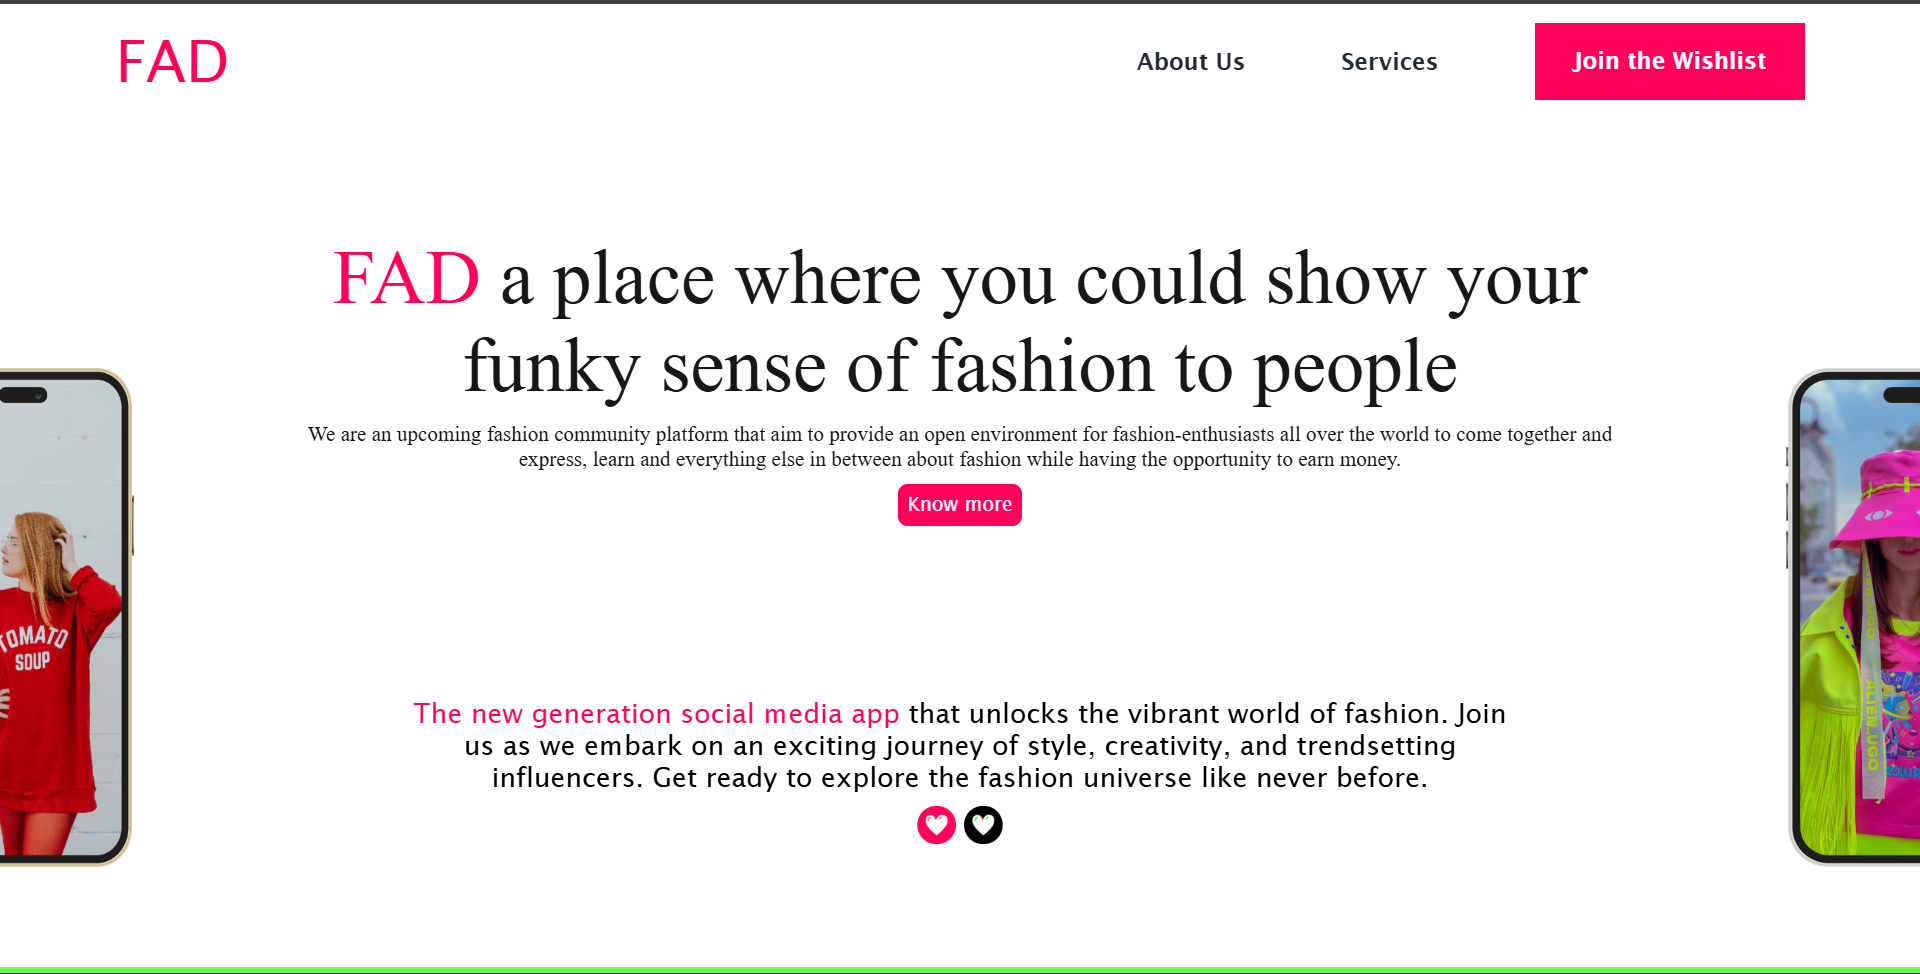 FAD
About Us
Services
Join the Wishlist
FAD a place where you could show your
funky sense of fashion to people
We are an upcoming fashion community platform that aim to provide an open environment for fashion-enthusiasts all over the world to come together and
express, learn and everything else in between about fashion while having the opportunity to earn money.
Know more
TOMATO
SOUP
The new generation social media app that unlocks the vibrant world of fashion. Join
us as we embark on an exciting journey of style, creativity, and trendsetting
influencers. Get ready to explore the fashion universe like never before.
ALIEN.UGO